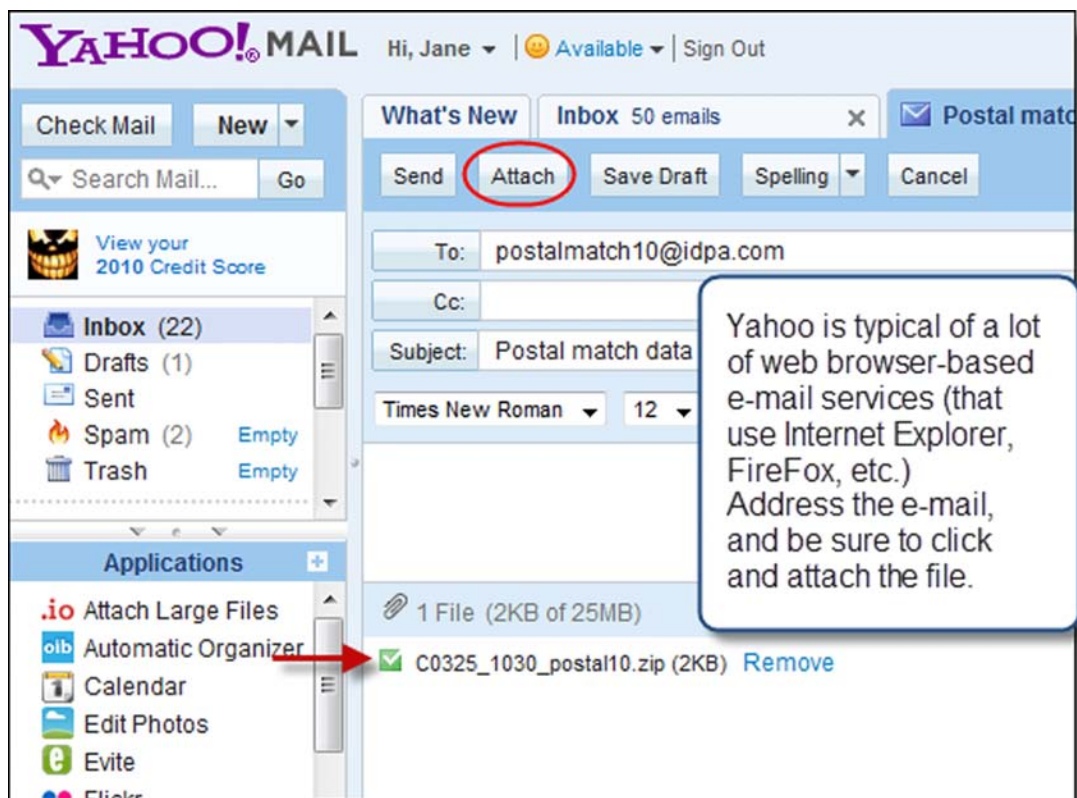 YAHOO!® MAIL Hi, Jane | Available | Sign Out
Check Mail New
Search Mail... Go
View your
2010 Credit Score
Inbox (22)
Drafts (1)
Sent
Spam (2) Empty
Trash Empty
Applications +
.io Attach Large Files
oib Automatic Organizer
1 Calendar
Edit Photos
e Evite
Flickr
What's New Inbox 50 emails x Postal matc
Send Attach Save Draft Spelling Cancel
To: postalmatch10@idpa.com
Cc:
Subject: Postal match data
Times New Roman 12
Yahoo is typical of a lot
of web browser-based
e-mail services (that
use Internet Explorer,
FireFox, etc.)
Address the e-mail,
and be sure to click
and attach the file.
1 File (2KB of 25MB)
C0325_1030_postal10.zip (2KB) Remove